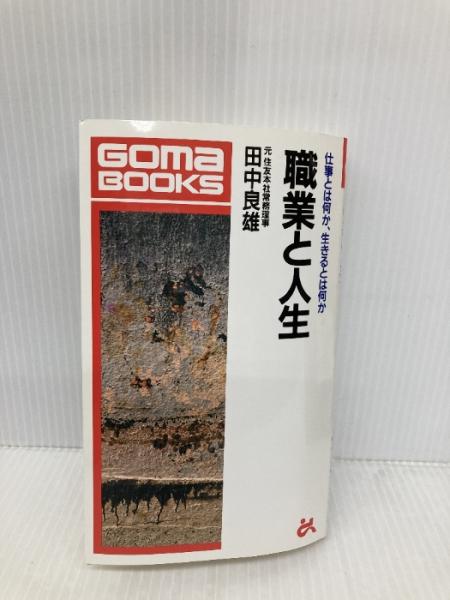 GOMA
BOOKS
仕事とは何か、生きるとは何か
職業と人生
元 住友本社常務理事
田中良雄